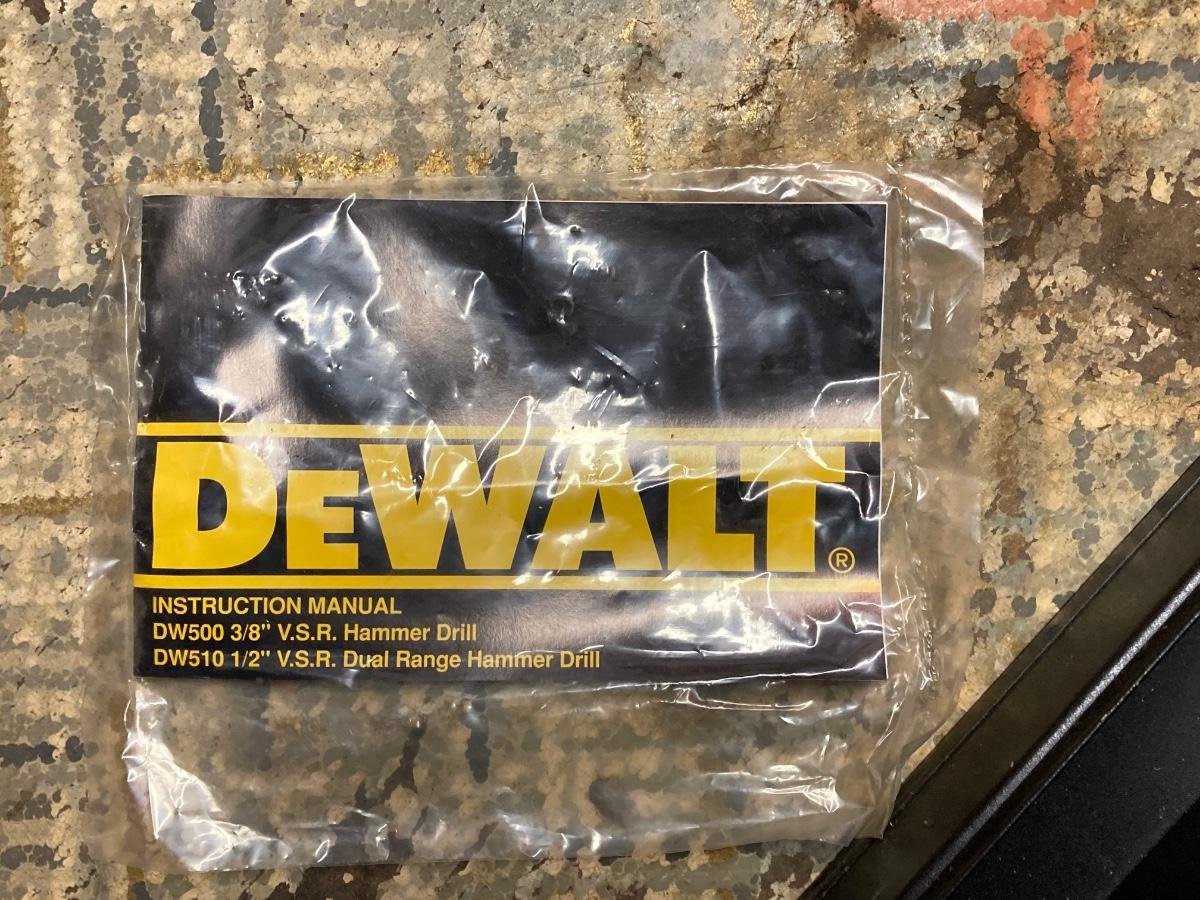 DEWALT®
INSTRUCTION MANUAL
DW500 3/8" V.S.R. Hammer Drill
DW510 1/2" V.S.R. Dual Range Hammer Drill